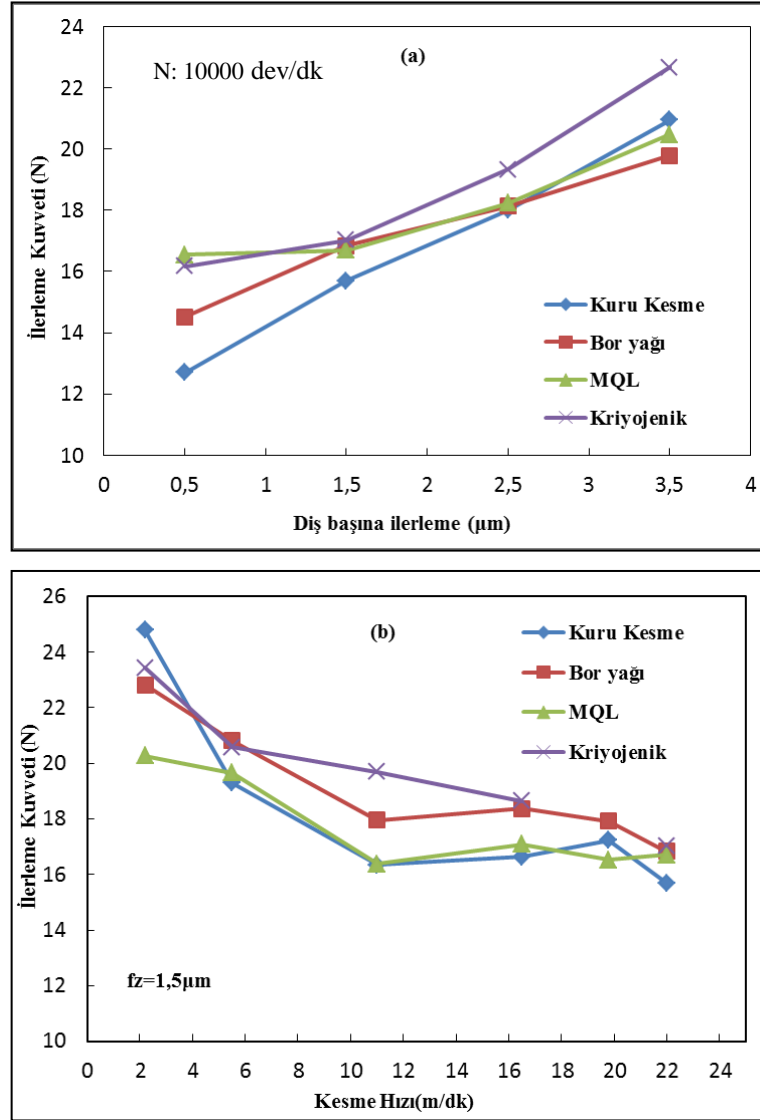 24
(a)
N: 10000 dev/dk
22
20
18
16
14
12
10
İlerleme Kuvveti (N)
Kuru Kesme
Bor yağı
MQL
Kriyojenik
0 0,5 1 1,5 2 2,5 3 3,5 4
Diş başına ilerleme (µm)
26
(b)
24
22
20
18
16
14
12
10
İlerleme Kuvveti (N)
Kuru Kesme
Bor yağı
MQL
Kriyojenik
fz=1,5µm
0 2 4 6 8 10 12 14 16 18 20 22 24
Kesme Hızı(m/dk)